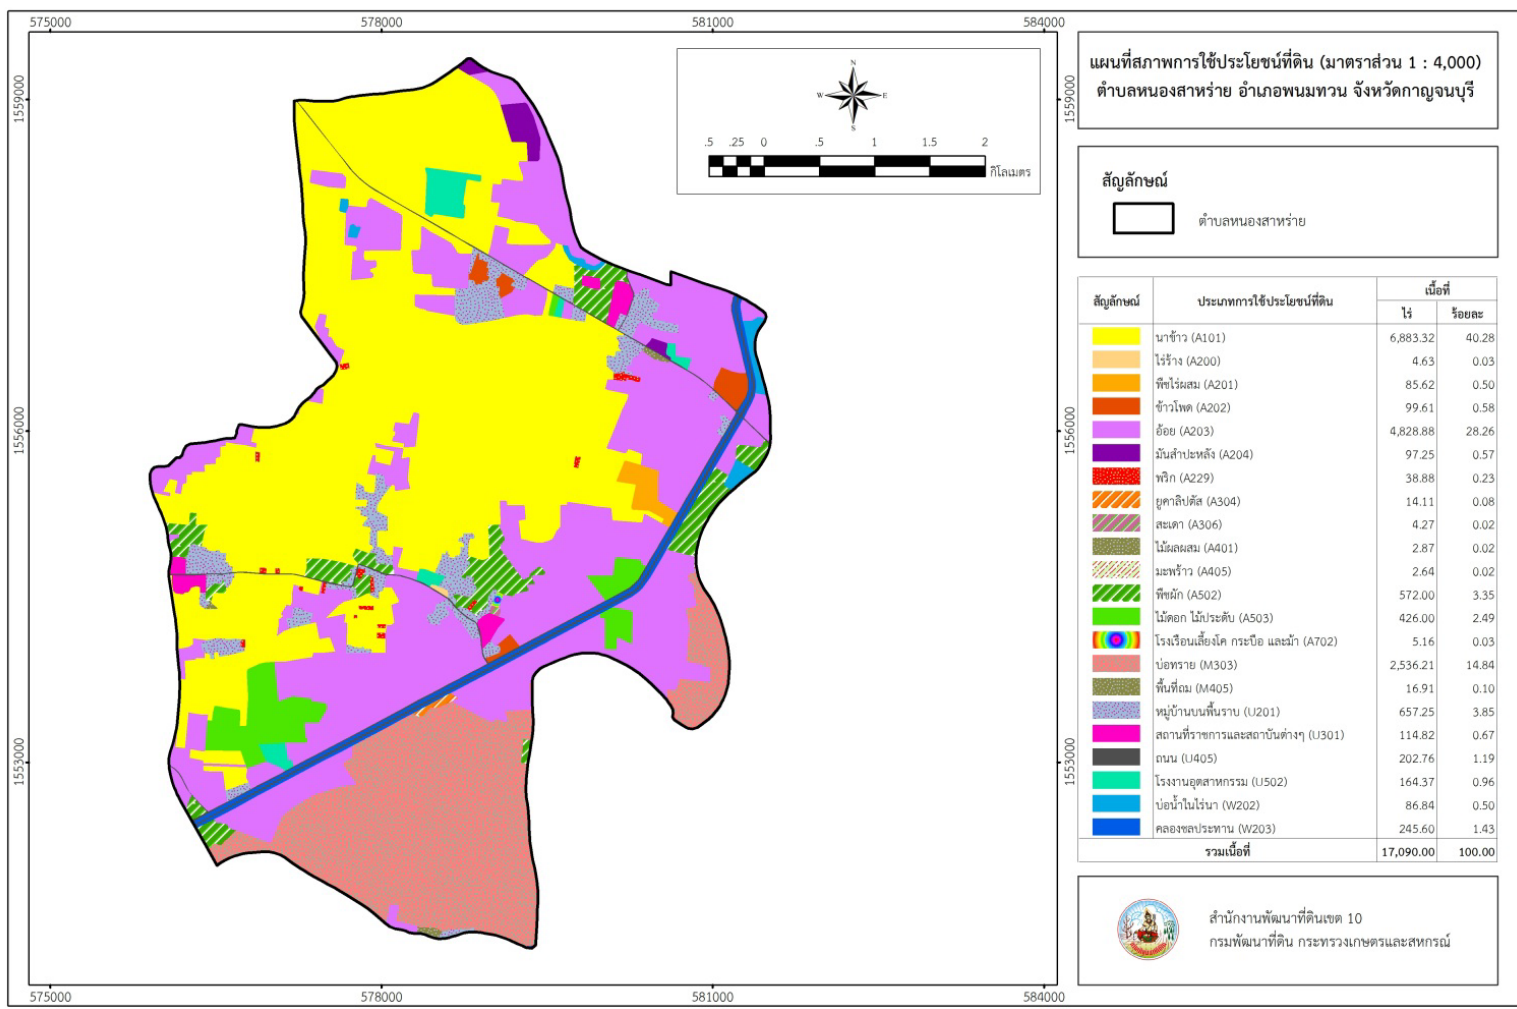 575000 578000 581000 584000
แผนที่สภาพการใช้ประโยชน์ที่ดิน (มาตราส่วน 1 : 4,000)
ตำบลหนองสาหร่าย อำเภอพนมทวน จังหวัดกาญจนบุรี
1559000 1559000
N
W E
S
.5 .25 0 .5 1 1.5 2
กิโลเมตร
สัญลักษณ์
ตำบลหนองสาหร่าย
สัญลักษณ์ ประเภทการใช้ประโยชน์ที่ดิน เนื้อที่
ไร่ ร้อยละ
นาข้าว (A101) 6,883.32 40.28
ไร่ร้าง (A200) 4.63 0.03
พืชไร่ผสม (A201) 85.62 0.50
ข้าวโพด (A202) 99.61 0.58
อ้อย (A203) 4,828.88 28.26
มันสำปะหลัง (A204) 97.25 0.57
พริก (A229) 38.88 0.23
ยูคาลิปตัส (A304) 14.11 0.08
สะเดา (A306) 4.27 0.02
ไม้ผลผสม (A401) 2.87 0.02
มะพร้าว (A405) 2.64 0.02
พืชผัก (A502) 572.00 3.35
ไม้ดอก ไม้ประดับ (A503) 426.00 2.49
โรงเรือนเลี้ยงโค กระบือ และม้า (A702) 5.16 0.03
บ่อทราย (M303) 2,536.21 14.84
พื้นที่ถม (M405) 16.91 0.10
หมู่บ้านบนพื้นราบ (U201) 657.25 3.85
สถานที่ราชการและสถาบันต่างๆ (U301) 114.82 0.67
ถนน (U405) 202.76 1.19
โรงงานอุตสาหกรรม (U502) 164.37 0.96
บ่อน้ำในไร่นา (W202) 86.84 0.50
คลองชลประทาน (W203) 245.60 1.43
รวมเนื้อที่ 17,090.00 100.00
1556000 1556000
1553000 1553000
สำนักงานพัฒนาที่ดินเขต 10
กรมพัฒนาที่ดิน กระทรวงเกษตรและสหกรณ์
575000 578000 581000 584000